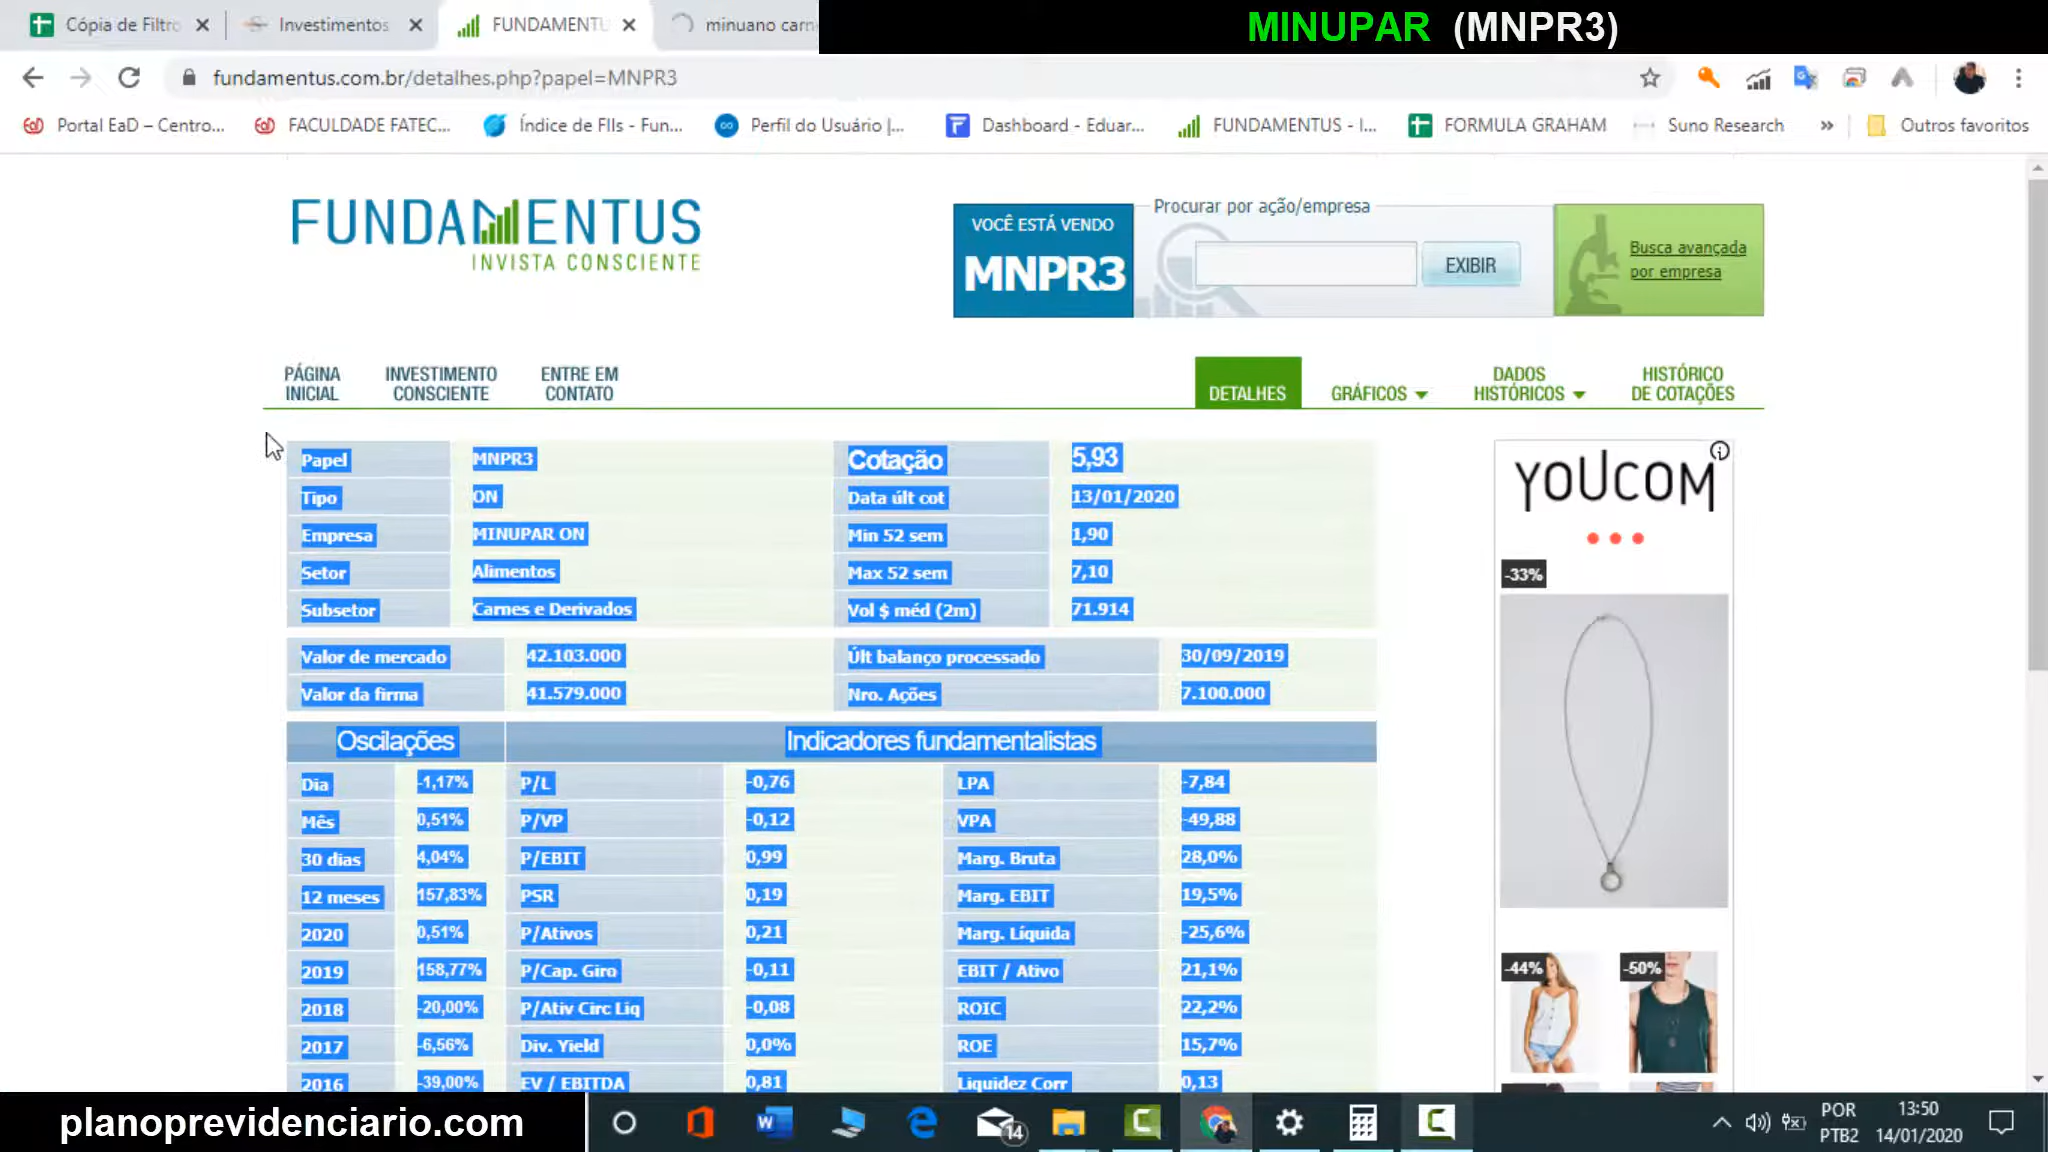 Cópia de Filtro
Investimentos
FUNDAMENTU
minuano carn
MINUPAR (MNPR3)
fundamentus.com.br/detalhes.php?papel=MNPR3
Portal EaD – Centro...
FACULDADE FATEC...
Índice de FIIs - Fun...
Perfil do Usuário |...
Dashboard - Eduar...
FUNDAMENTUS - I...
FORMULA GRAHAM
Suno Research
»
Outros favoritos
FUNDAMENTUS
INVISTA CONSCIENTE
VOCÊ ESTÁ VENDO
MNPR3
Procurar por ação/empresa
EXIBIR
Busca avançada
por empresa
PÁGINA
INICIAL
INVESTIMENTO
CONSCIENTE
ENTRE EM
CONTATO
DETALHES
GRÁFICOS
DADOS
HISTÓRICOS
HISTÓRICO
DE COTAÇÕES
Papel MNPR3 Cotação 5,93
Tipo ON Data últ cot 13/01/2020
Empresa MINUPAR ON Min 52 sem 1,90
Setor Alimentos Max 52 sem 7,10
Subsetor Carnes e Derivados Vol $ méd (2m) 71.914
Valor de mercado 42.103.000 Últ balanço processado 30/09/2019
Valor da firma 41.579.000 Nro. Ações 7.100.000
Oscilações Indicadores fundamentalistas
Dia -1,17% P/L -0,76 LPA -7,84
Mês 0,51% P/VP -0,12 VPA -49,88
30 dias 4,04% P/EBIT 0,99 Marg. Bruta 28,0%
12 meses 157,83% PSR 0,19 Marg. EBIT 19,5%
2020 0,51% P/Ativos 0,21 Marg. Líquida -25,6%
2019 158,77% P/Cap. Giro -0,11 EBIT / Ativo 21,1%
2018 -20,00% P/Ativ Circ Liq -0,08 ROIC 22,2%
2017 -6,56% Div. Yield 0,0% ROE 15,7%
2016 -39,00% EV / EBITDA 0,81 Liquidez Corr 0,13
YOUCOM
-33%
-44%
-50%
planoprevidenciario.com
14
POR
PTB2
13:50
14/01/2020